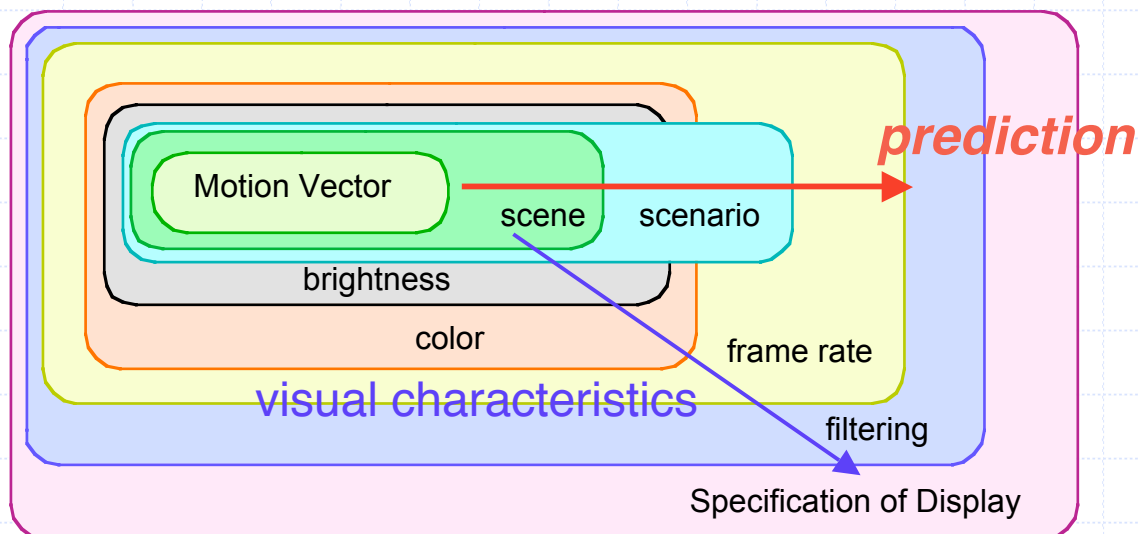 prediction
Motion Vector
scene
scenario
brightness
color
frame rate
visual characteristics
filtering
Specification of Display